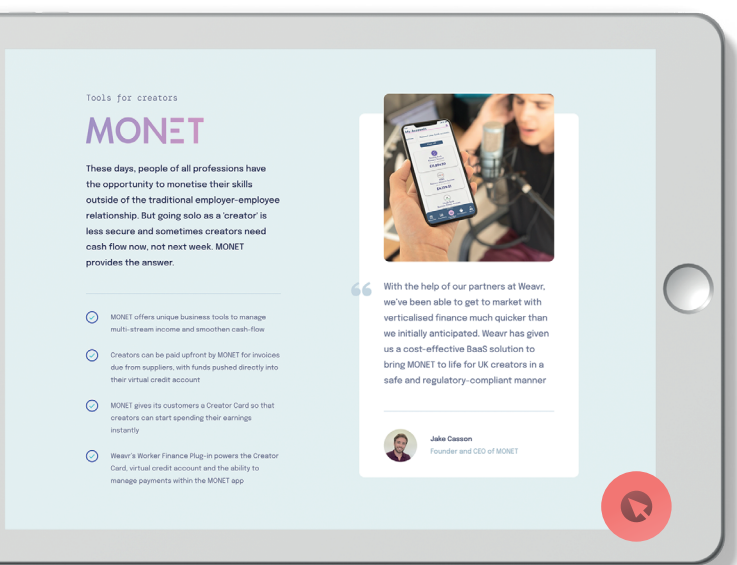 Tools for creators
MONET
These days, people of all professions have
the opportunity to monetise their skills
outside of the traditional employer-employee
relationship. But going solo as a 'creator' is
less secure and sometimes creators need
cash flow now, not next week. MONET
provides the answer.
MONET offers unique business tools to manage
multi-stream income and smoothen cash-flow
Creators can be paid upfront by MONET for invoices
due from suppliers, with funds pushed directly into
their virtual credit account
MONET gives its customers a Creator Card so that
creators can start spending their earnings
instantly
Weavr's Worker Finance Plug-in powers the Creator
Card, virtual credit account and the ability to
manage payments within the MONET app
My Account
“
With the help of our partners at Weavr,
we've been able to get to market with
verticalised finance much quicker than
we initially anticipated. Weavr has given
us a cost-effective BaaS solution to
bring MONET to life for UK creators in a
safe and regulatory-compliant manner
Jake Casson
Founder and CEO of MONET